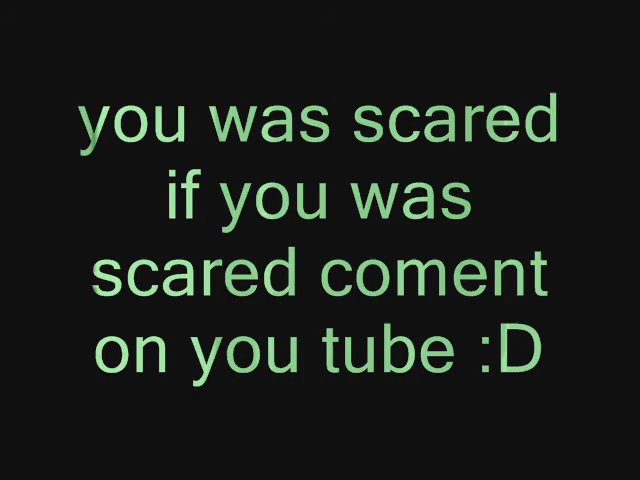 you was scared
if you was
scared coment
on you tube :D